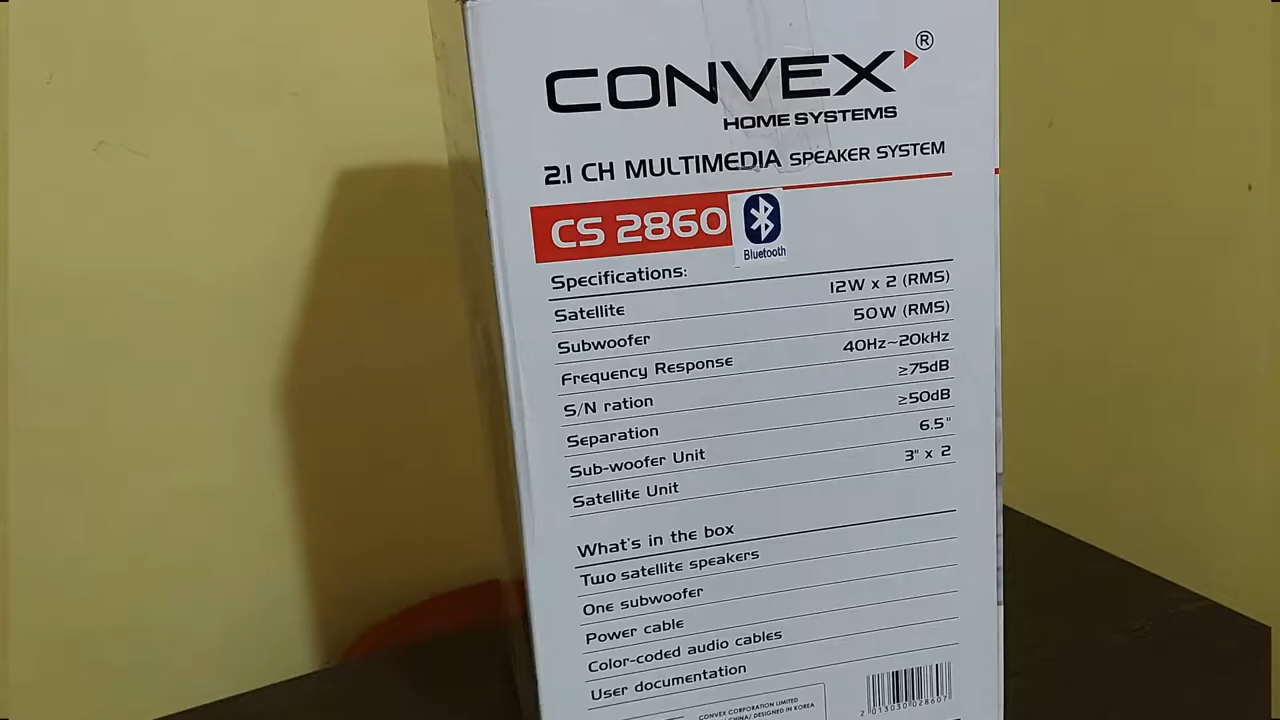 CONVEX ®
HOME SYSTEMS
2.1 CH MULTIMEDIA SPEAKER SYSTEM
CS 2860
Bluetooth
Specifications:
Satellite 12W x 2 (RMS)
Subwoofer 50W (RMS)
Frequency Response 40Hz~20kHz
S/N ration ≥75dB
Separation ≥50dB
Sub-woofer Unit 6.5"
Satellite Unit 3" x 2
What's in the box
Two satellite speakers
One subwoofer
Power cable
Color-coded audio cables
User documentation
CONVEX CORPORATION LIMITED
CHINA/ DESIGNED IN KOREA
2 013030 028607